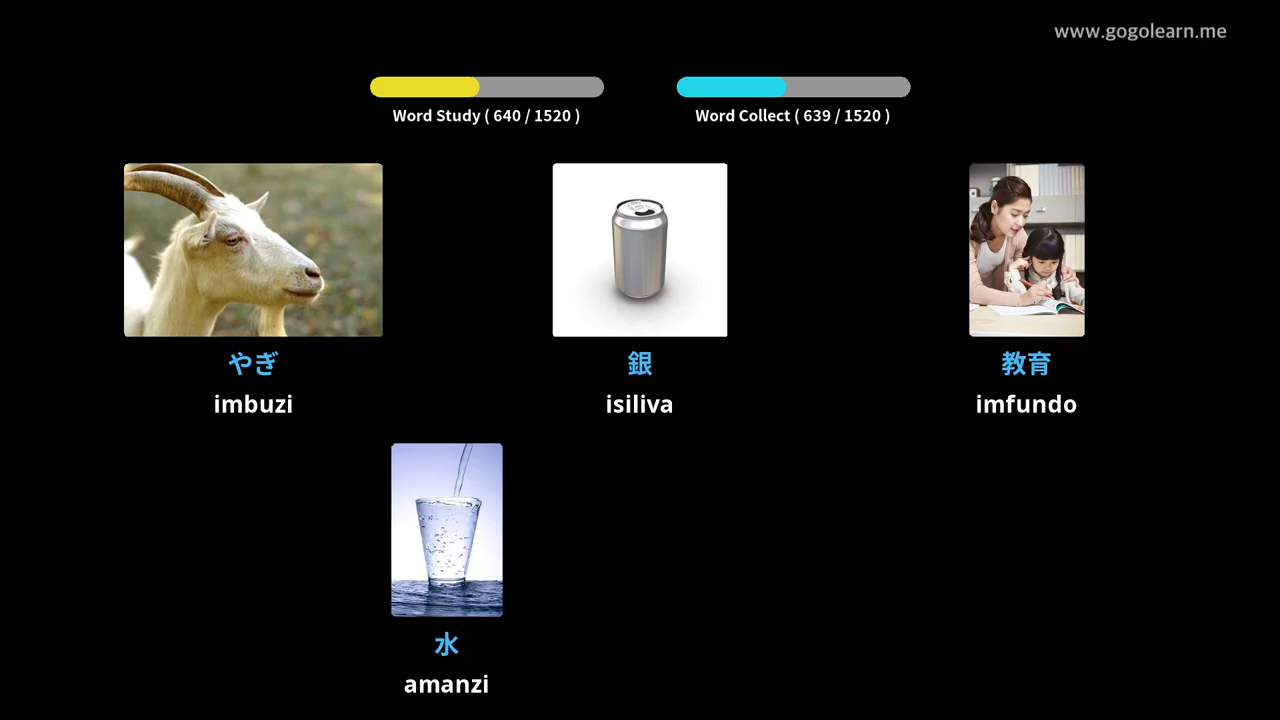 www.gogolearn.me
Word Study ( 640 / 1520 )
Word Collect ( 639 / 1520 )
やぎ
imbuzi
銀
isiliva
教育
imfundo
水
amanzi